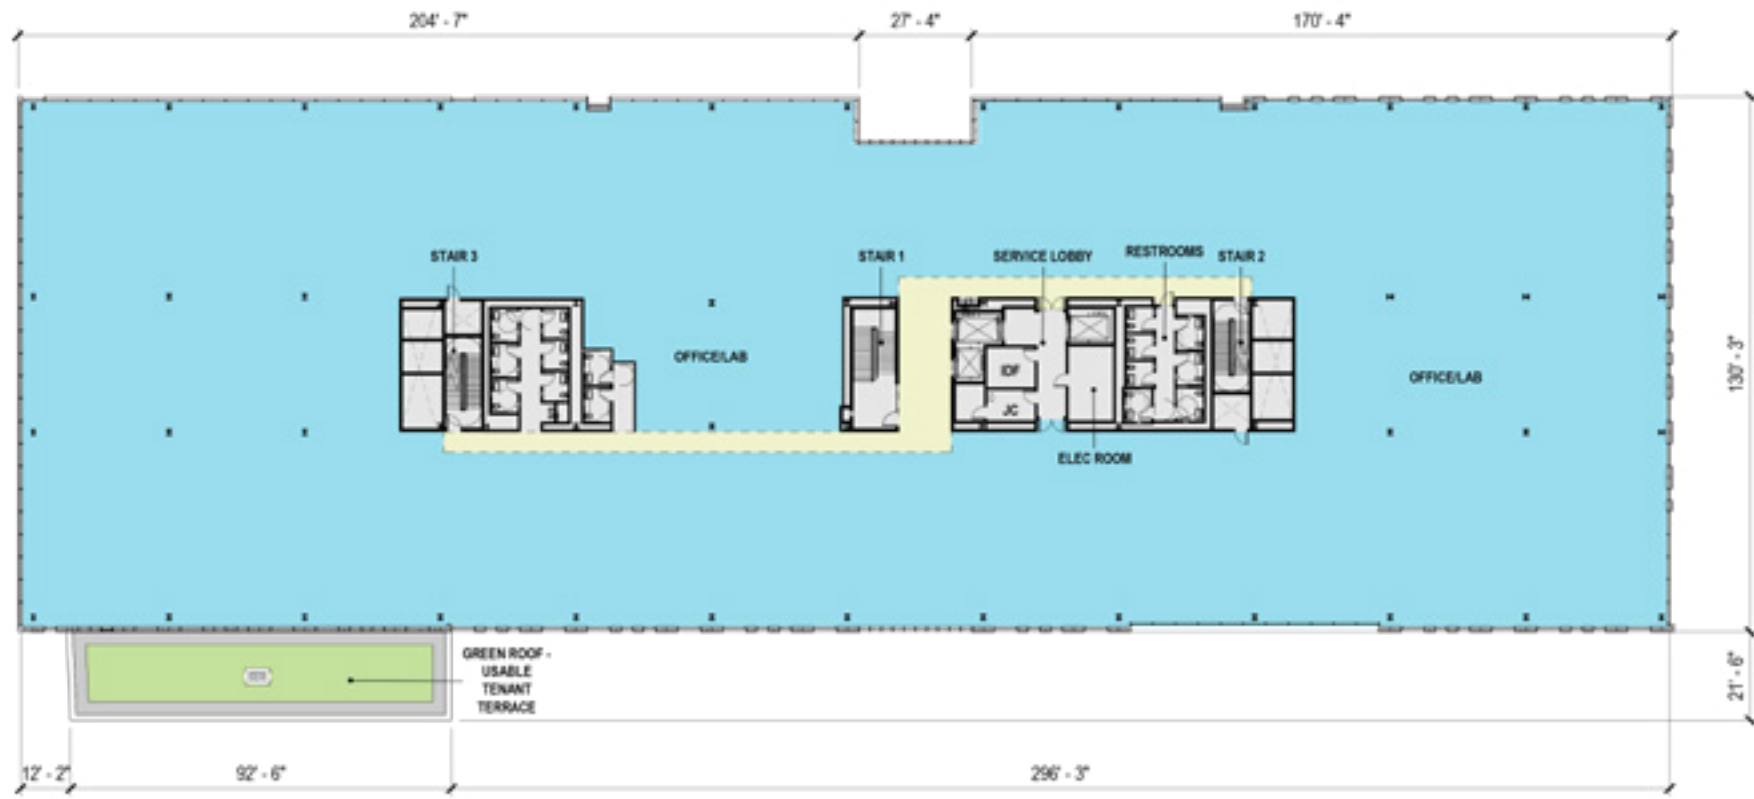 204' - 7"
27' - 4"
170' - 4"
STAIR 3
STAIR 1
SERVICE LOBBY
RESTROOMS
STAIR 2
OFFICE/LAB
IDF
OFFICE/LAB
130' - 3"
JC
ELEC ROOM
GREEN ROOF -
USABLE
TENANT
TERRACE
21' - 6"
12' - 2"
92' - 6"
296' - 3"